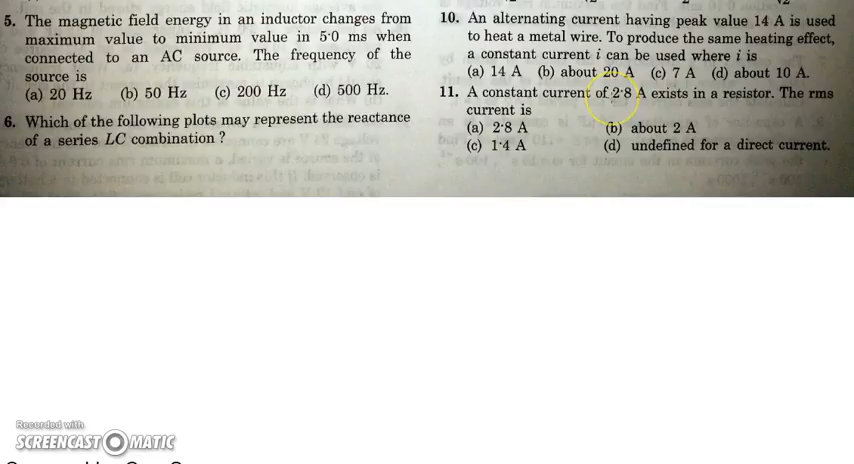 5. The magnetic field energy in an inductor changes from
maximum value to minimum value in 5·0 ms when
connected to an AC source. The frequency of the
source is
(a) 20 Hz (b) 50 Hz (c) 200 Hz (d) 500 Hz.
6. Which of the following plots may represent the reactance
of a series LC combination ?
10. An alternating current having peak value 14 A is used
to heat a metal wire. To produce the same heating effect,
a constant current i can be used where i is
(a) 14 A (b) about 20 A (c) 7 A (d) about 10 A.
11. A constant current of 2·8 A exists in a resistor. The rms
current is
(a) 2·8 A (b) about 2 A
(c) 1·4 A (d) undefined for a direct current.
Recorded with
SCREENCAST O MATIC